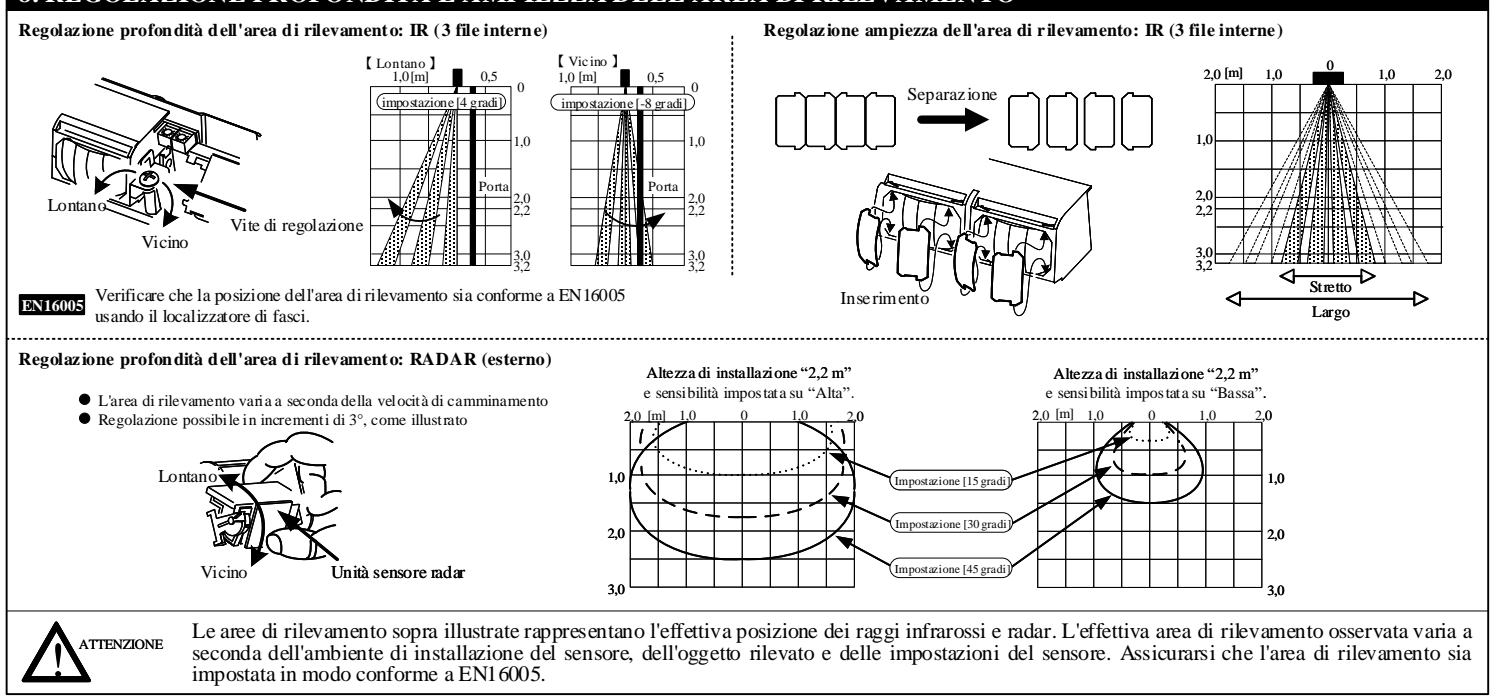 Regolazione profondità dell'area di rilevamento: IR (3 file interne)
【 Lontano 】
1,0 [m] 0,5
0
impostazione [4 gradi]
1,0
Porta
2,0
2,2
3,0
3,2
【 Vicino 】
1,0 [m] 0,5
0
impostazione [-8 gradi]
1,0
Porta
2,0
2,2
3,0
3,2
Lontano
Vicino
Vite di regolazione
EN16005
Verificare che la posizione dell'area di rilevamento sia conforme a EN16005
usando il localizzatore di fasci.
Regolazione ampiezza dell'area di rilevamento: IR (3 file interne)
Separazione
Inserimento
2,0 [m] 1,0 0 1,0 2,0
1,0
2,0
2,2
3,0
3,2
Stretto
Largo
Regolazione profondità dell'area di rilevamento: RADAR (esterno)
● L'area di rilevamento varia a seconda della velocità di camminamento
● Regolazione possibile in incrementi di 3°, come illustrato
Lontano
Vicino
Unità sensore radar
Altezza di installazione “2,2 m”
e sensibilità impostata su “Alta”.
2,0 [m] 1,0 0 1,0 2,0
1,0
2,0
3,0
Impostazione [15 gradi]
Impostazione [30 gradi]
Impostazione [45 gradi]
Altezza di installazione “2,2 m”
e sensibilità impostata su “Bassa”.
2,0 [m] 1,0 0 1,0 2,0
1,0
2,0
3,0
ATTENZIONE
Le aree di rilevamento sopra illustrate rappresentano l'effettiva posizione dei raggi infrarossi e radar. L'effettiva area di rilevamento osservata varia a
seconda dell'ambiente di installazione del sensore, dell'oggetto rilevato e delle impostazioni del sensore. Assicurarsi che l'area di rilevamento sia
impostata in modo conforme a EN16005.